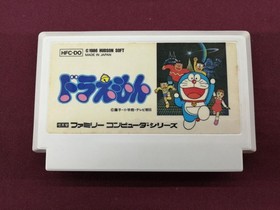 HFC-DO
©1986 HUDSON SOFT
MADE IN JAPAN
ドラえもん
ファミリー コンピュータ・シリーズ